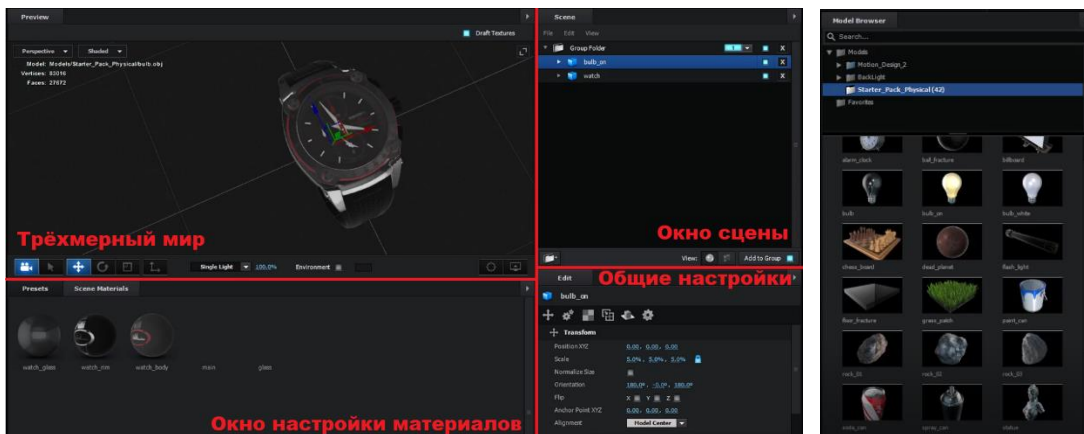 Preview
Draft Textures
Perspective Shaded
Model: Models/Starter_Pack_Physical/bulb.obj
Vertices: 83016
Faces: 27672
Трёхмерный мир
Single Light 100,0% Environment
Presets Scene Materials
watch_glass watch_rim watch_body main glass
Окно настройки материалов
Scene
File Edit View
Group Folder X
bulb_on X
watch X
Окно сцены
View: Add to Group
Edit
Общие настройки
bulb_on
Transform
Position XYZ 0.00, 0.00, 0.00
Scale 5.0%, 5.0%, 5.0%
Normalize Size
Orientation 180.0°, -0.0°, 180.0°
Flip X Y Z
Anchor Point XYZ 0.00, 0.00, 0.00
Alignment Model Center
Model Browser
Search...
Models
Motion_Design_2
BackLight
Starter_Pack_Physical (42)
Favorites
alarm_clock ball_fracture billboard
bulb bulb_on bulb_white
chess_board dead_planet flash_light
floor_fracture grass_patch paint_can
rock_01 rock_02 rock_03
soda_can spray_can statue